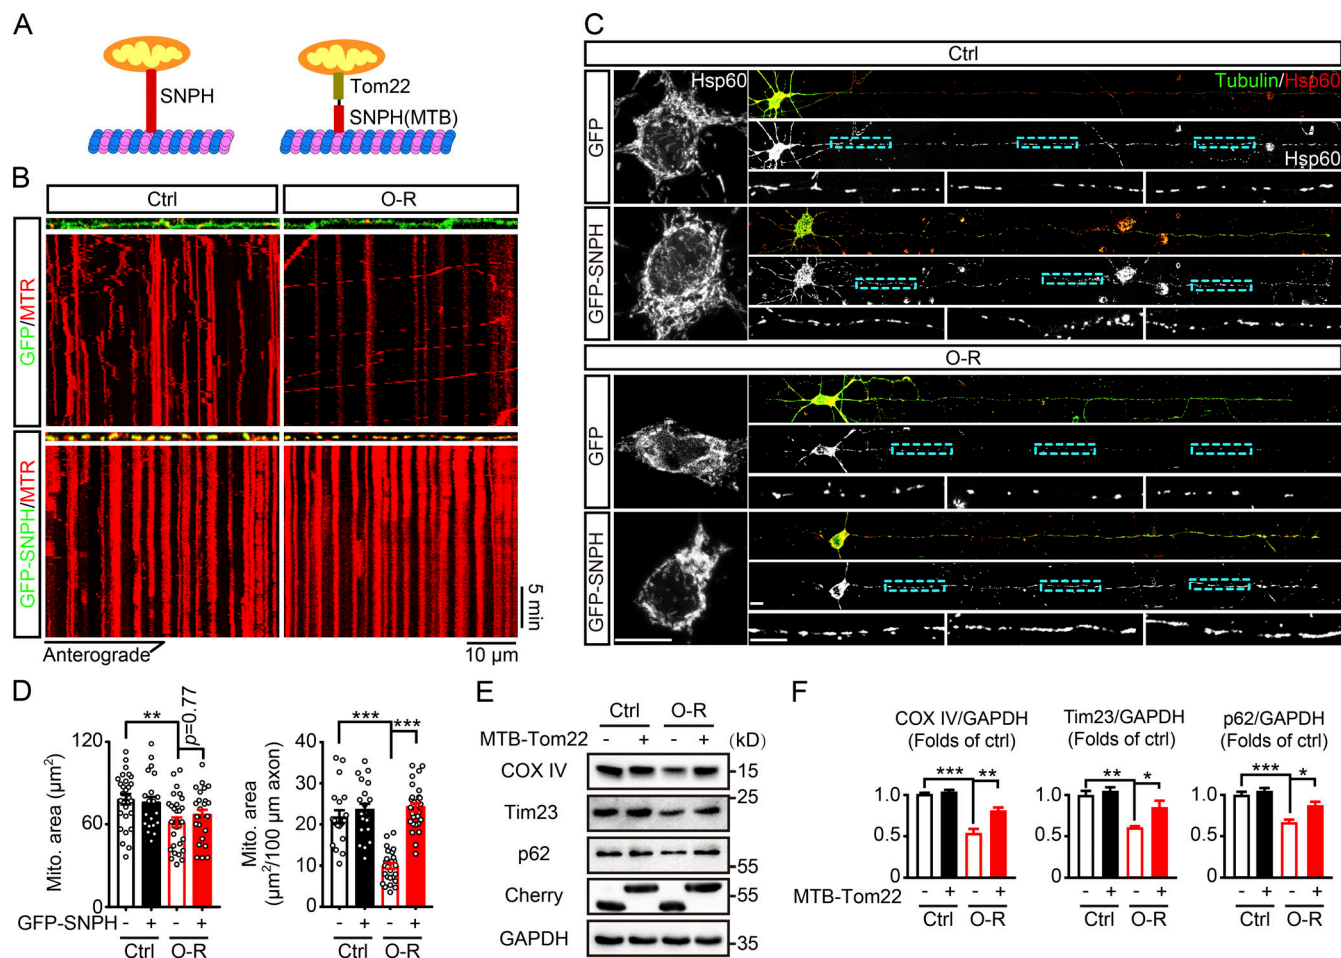 A
SNPH
Tom22
SNPH(MTB)
B
Ctrl
O-R
GFP/MTR
GFP-SNPH/MTR
5 min
Anterograde
10 µm
C
Ctrl
GFP
Hsp60
Tubulin/Hsp60
Hsp60
GFP-SNPH
O-R
GFP
GFP-SNPH
D
Mito. area (µm²)
120
60
0
**
p=0.77
GFP-SNPH
- + - +
Ctrl
O-R
Mito. area
(µm²/100 µm axon)
40
30
20
10
0
*** ***
- + - +
Ctrl
O-R
E
Ctrl
O-R
MTB-Tom22 - + - + (kD)
COX IV
-15
-25
Tim23
p62
-55
Cherry
-55
GAPDH
-35
F
COX IV/GAPDH
(Folds of ctrl)
*** **
1.0
0.5
0
MTB-Tom22
- + - +
Ctrl
O-R
Tim23/GAPDH
(Folds of ctrl)
** *
1.0
0.5
0
- + - +
Ctrl
O-R
p62/GAPDH
(Folds of ctrl)
*** *
1.0
0.5
0
- + - +
Ctrl
O-R